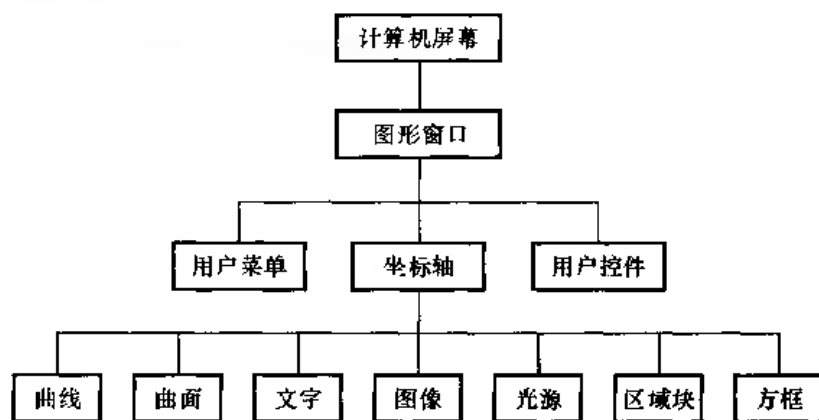 计算机屏幕
图形窗口
用户菜单 坐标轴 用户控件
曲线 曲面 文字 图像 光源 区域块 方框